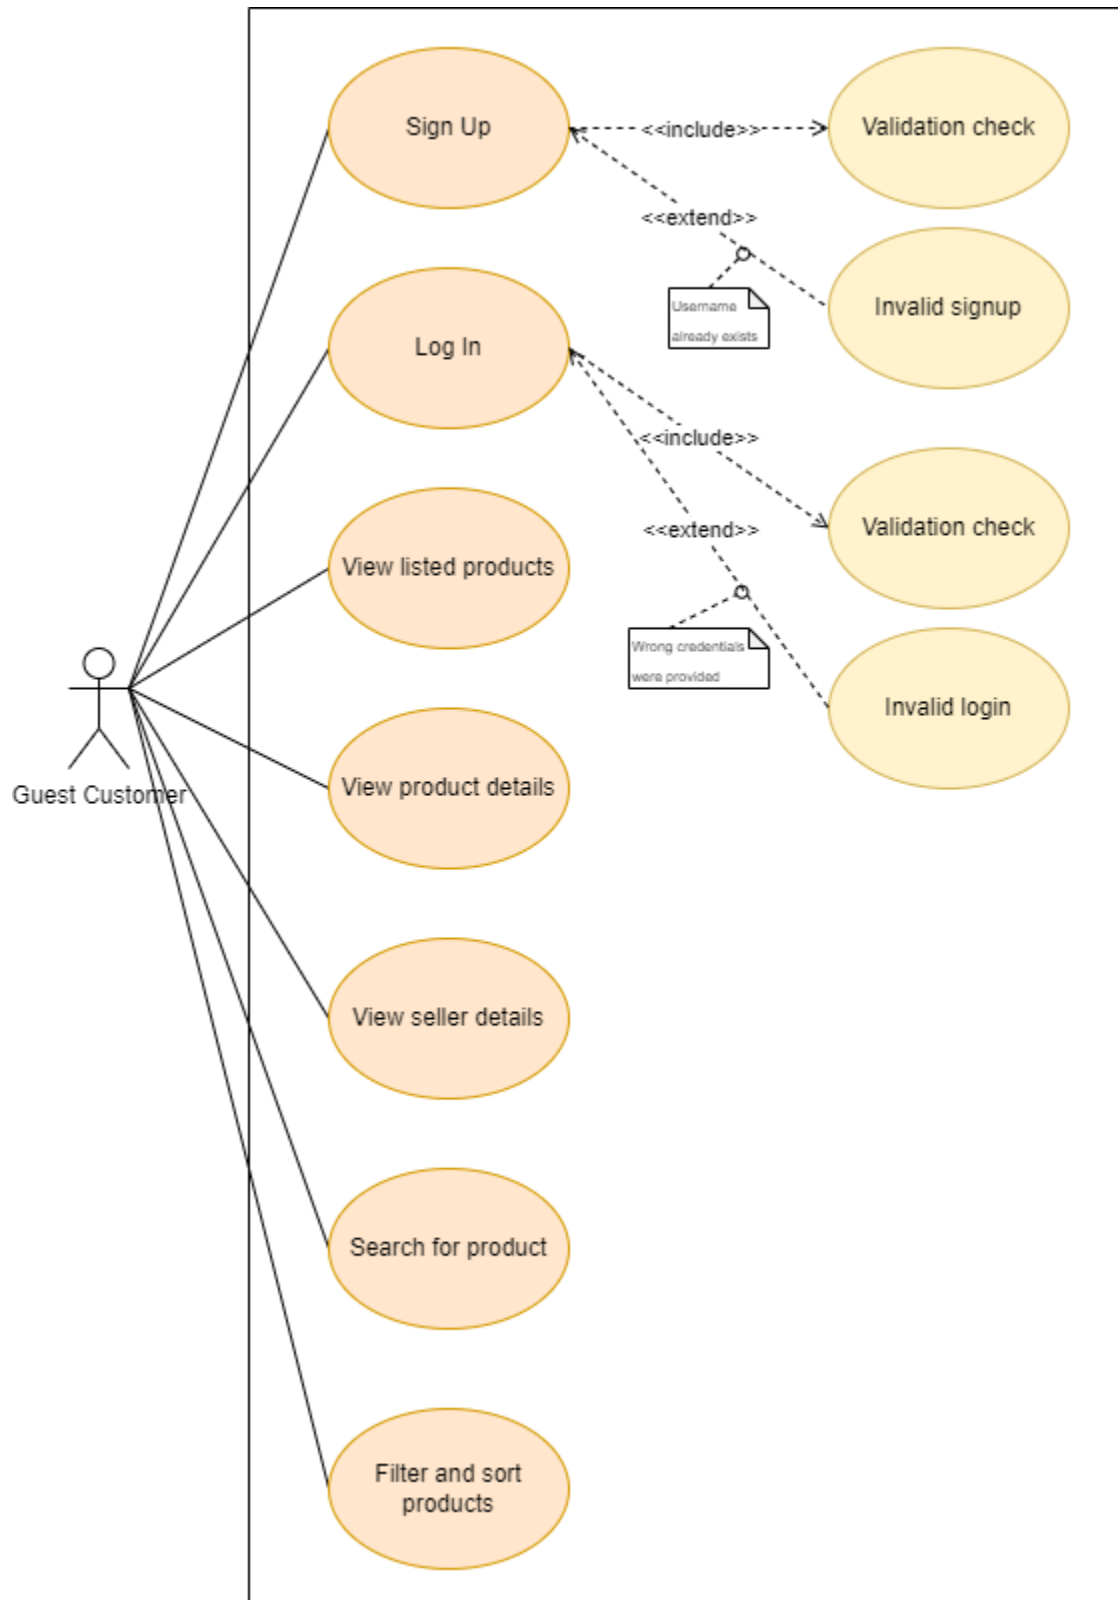 Sign Up
<<include>>
Validation check
<<extend>>
Username
already exists
Invalid signup
Log In
<<include>>
Validation check
<<extend>>
Wrong credentials
were provided
Invalid login
View listed products
Guest Customer
View product details
View seller details
Search for product
Filter and sort
products